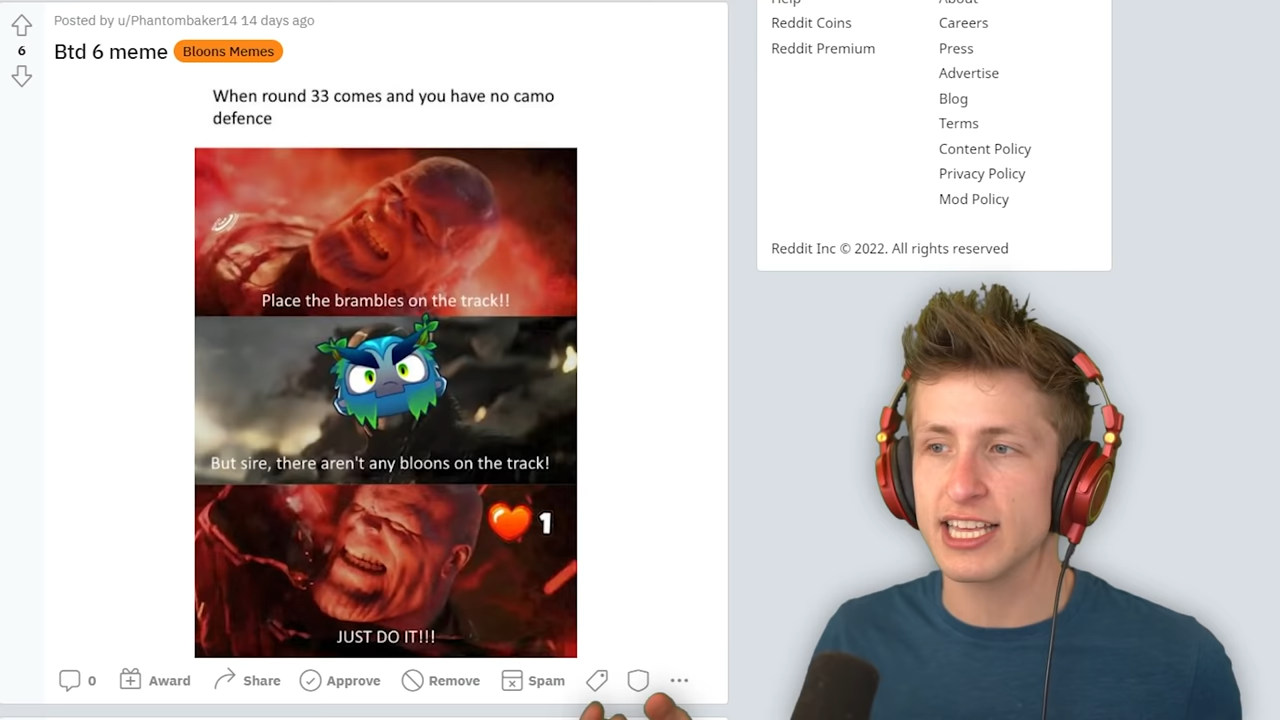 Posted by u/Phantombaker14 14 days ago
6
Btd 6 meme Bloons Memes
When round 33 comes and you have no camo
defence
Place the brambles on the track!!
But sire, there aren't any bloons on the track!
1
JUST DO IT!!!
0 Award Share Approve Remove Spam
Help
About
Reddit Coins
Careers
Reddit Premium
Press
Advertise
Blog
Terms
Content Policy
Privacy Policy
Mod Policy
Reddit Inc © 2022. All rights reserved